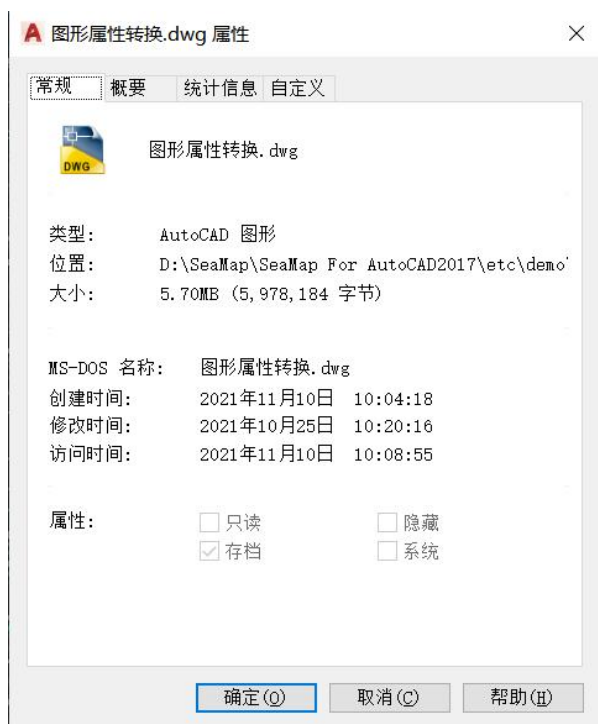 图形属性转换.dwg 属性
常规 概要 统计信息 自定义
DWG
图形属性转换.dwg
类型: AutoCAD 图形
位置: D:\SeaMap\SeaMap For AutoCAD2017\etc\demo
大小: 5.70MB (5,978,184 字节)
MS-DOS 名称: 图形属性转换.dwg
创建时间: 2021年11月10日 10:04:18
修改时间: 2021年10月25日 10:20:16
访问时间: 2021年11月10日 10:08:55
属性: 只读 隐藏
存档 系统
确定(O) 取消(C) 帮助(H)